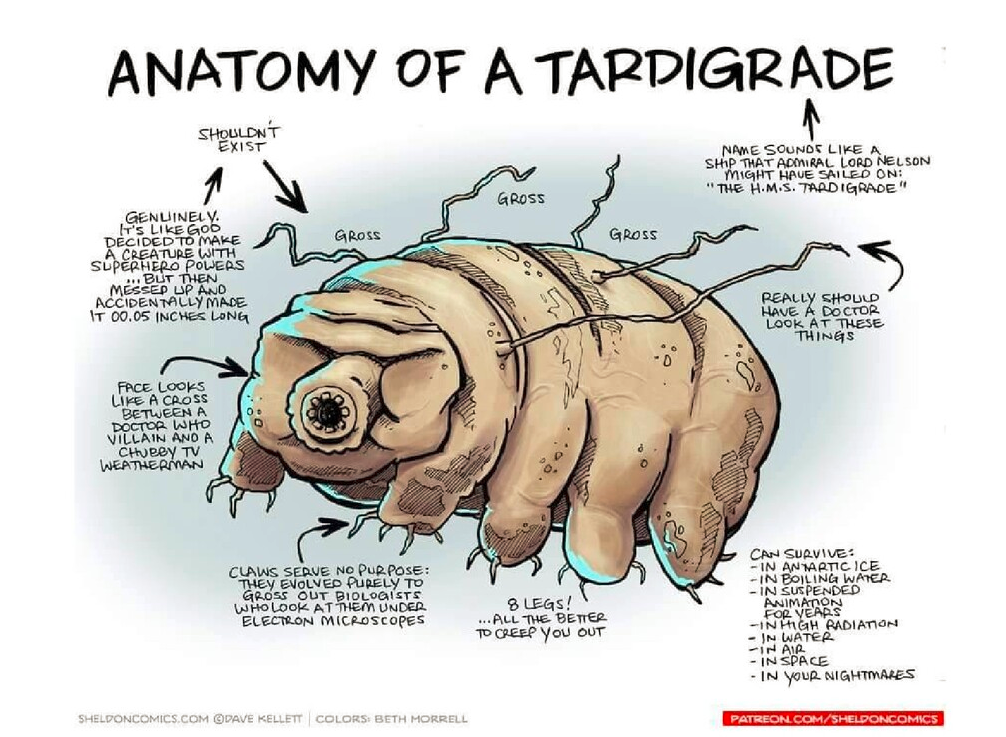 ANATOMY OF A TARDIGRADE
SHOULDN'T
EXIST
NAME SOUNDS LIKE A
SHIP THAT ADMIRAL LORD NELSON
MIGHT HAVE SAILED ON:
"THE H.M.S. TARDIGRADE"
GROSS
GROSS
GROSS
GENUINELY.
IT'S LIKE GOD
DECIDED TO MAKE
A CREATURE WITH
SUPERHERO POWERS
...BUT THEN
MESSED UP AND
ACCIDENTALLY MADE
IT 00.05 INCHES LONG
REALLY SHOULD
HAVE A DOCTOR
LOOK AT THESE
THINGS
FACE LOOKS
LIKE A CROSS
BETWEEN A
DOCTOR WHO
VILLAIN AND A
CHUBBY TV
WEATHERMAN
CLAWS SERVE NO PURPOSE:
THEY EVOLVED PURELY TO
GROSS OUT BIOLOGISTS
WHO LOOK AT THEM UNDER
ELECTRON MICROSCOPES
8 LEGS!
...ALL THE BETTER
TO CREEP YOU OUT
CAN SURVIVE:
- IN ANTARTIC ICE
- IN BOILING WATER
- IN SUSPENDED
ANIMATION
FOR YEARS
- IN HIGH RADIATION
- IN WATER
- IN AIR
- IN SPACE
- IN YOUR NIGHTMARES
SHELDONCOMICS.COM ©DAVE KELLETT | COLORS: BETH MORRELL
PATREON.COM/SHELDONCOMICS